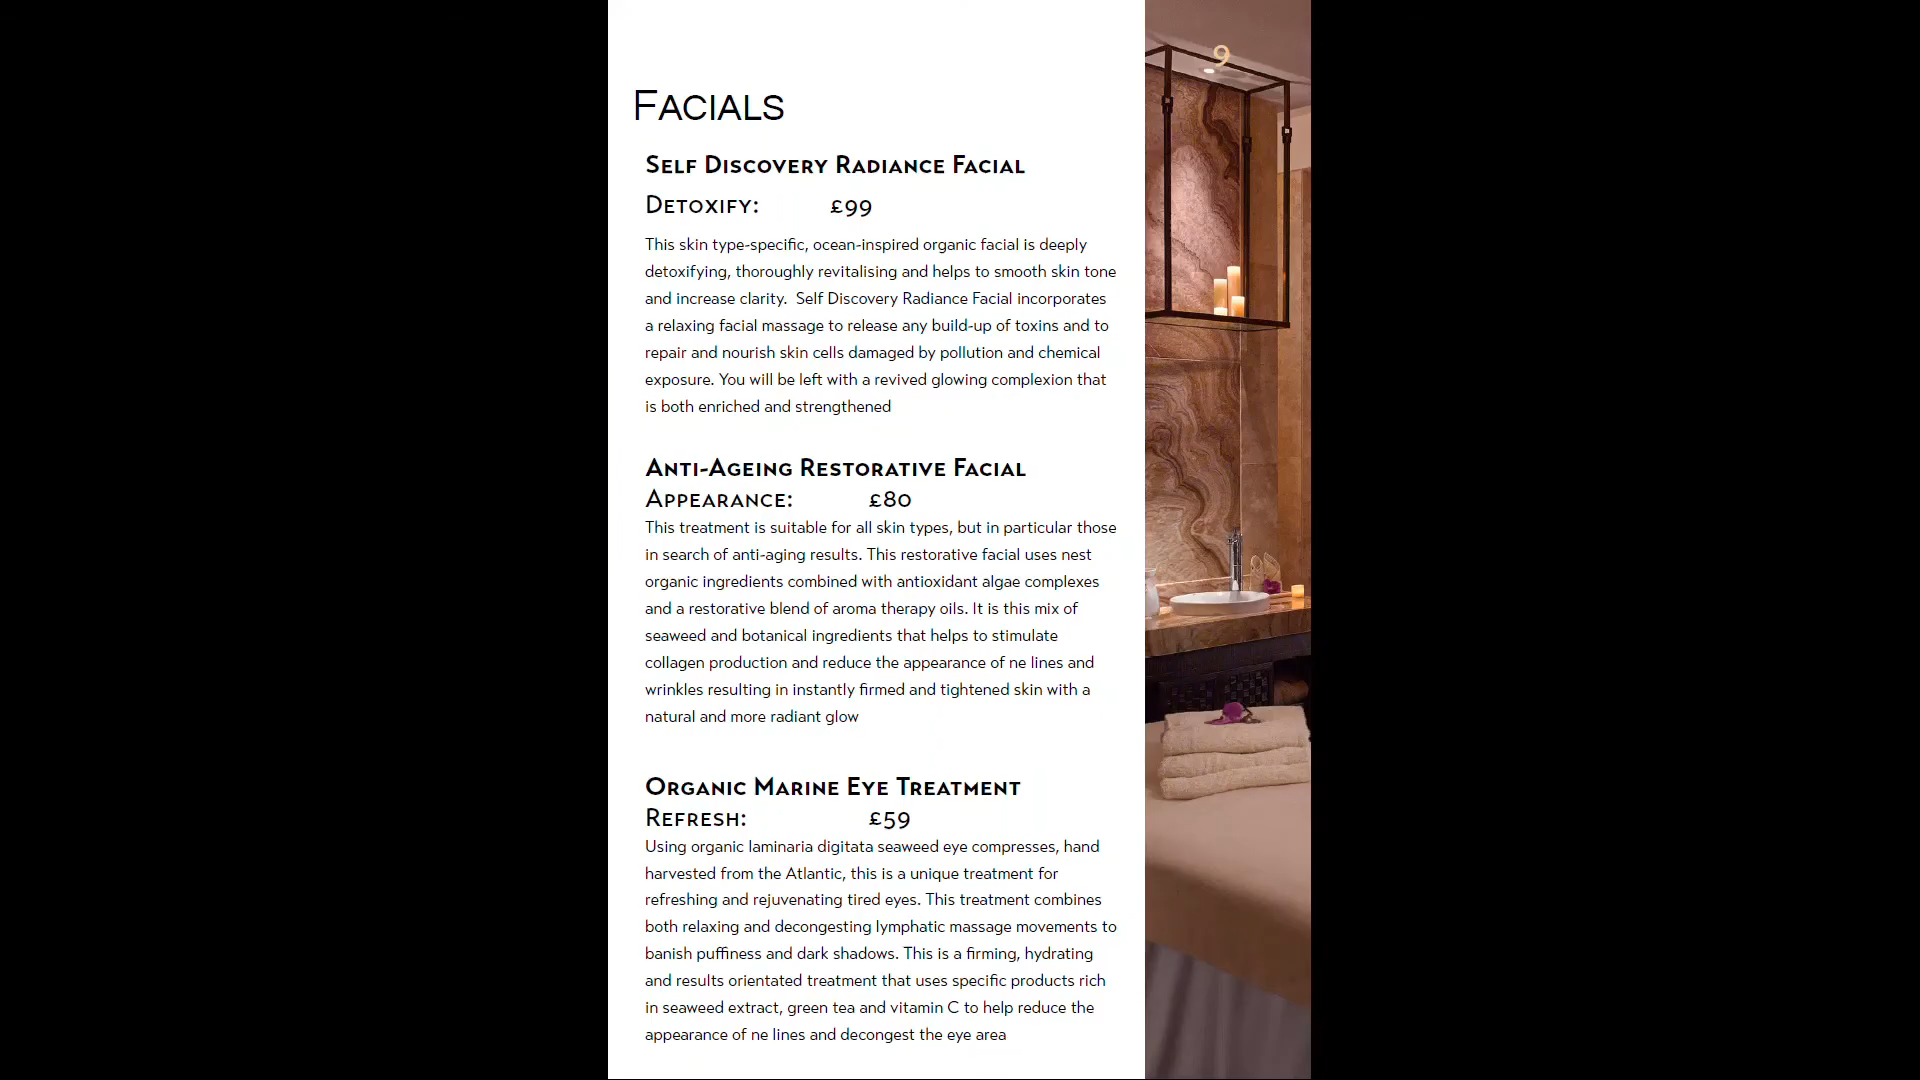 9
FACIALS
SELF DISCOVERY RADIANCE FACIAL
DETOXIFY: £99
This skin type-specific, ocean-inspired organic facial is deeply
detoxifying, thoroughly revitalising and helps to smooth skin tone
and increase clarity.  Self Discovery Radiance Facial incorporates
a relaxing facial massage to release any build-up of toxins and to
repair and nourish skin cells damaged by pollution and chemical
exposure. You will be left with a revived glowing complexion that
is both enriched and strengthened
ANTI-AGEING RESTORATIVE FACIAL
APPEARANCE: £80
This treatment is suitable for all skin types, but in particular those
in search of anti-aging results. This restorative facial uses nest
organic ingredients combined with antioxidant algae complexes
and a restorative blend of aroma therapy oils. It is this mix of
seaweed and botanical ingredients that helps to stimulate
collagen production and reduce the appearance of ne lines and
wrinkles resulting in instantly firmed and tightened skin with a
natural and more radiant glow
ORGANIC MARINE EYE TREATMENT
REFRESH: £59
Using organic laminaria digitata seaweed eye compresses, hand
harvested from the Atlantic, this is a unique treatment for
refreshing and rejuvenating tired eyes. This treatment combines
both relaxing and decongesting lymphatic massage movements to
banish puffiness and dark shadows. This is a firming, hydrating
and results orientated treatment that uses specific products rich
in seaweed extract, green tea and vitamin C to help reduce the
appearance of ne lines and decongest the eye area